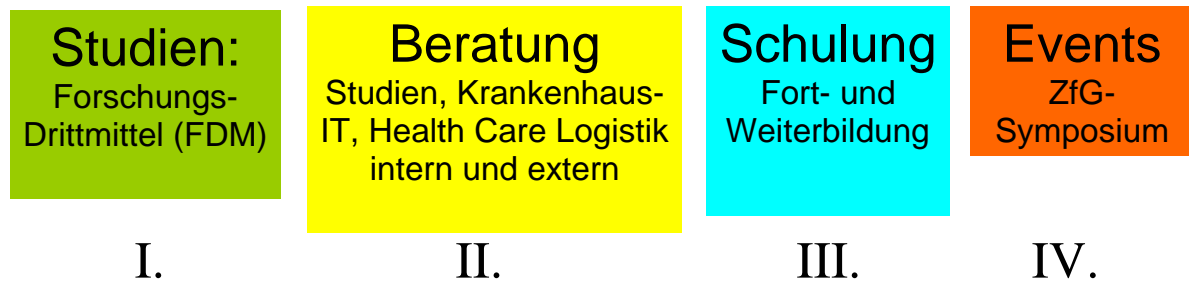 Studien:
Forschungs-
Drittmittel (FDM)
Beratung
Studien, Krankenhaus-
IT, Health Care Logistik
intern und extern
Schulung
Fort- und
Weiterbildung
Events
ZfG-
Symposium
I.
II.
III.
IV.